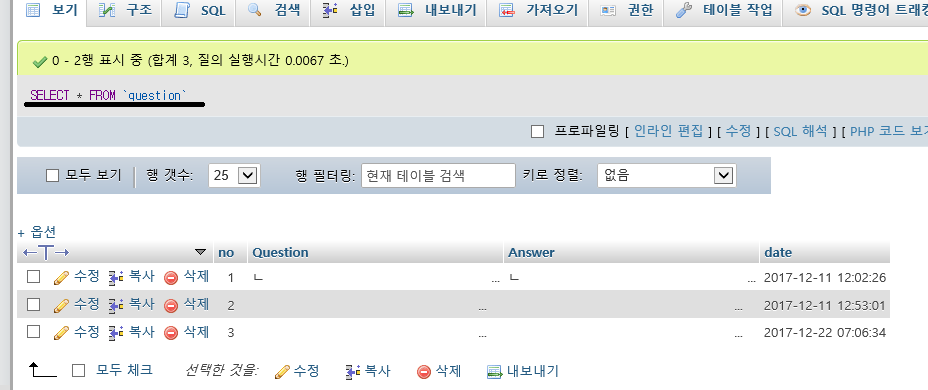 보기 구조 SQL 검색 삽입 내보내기 가져오기 권한 테이블 작업 SQL 명령어 트래킹
0 - 2행 표시 중 (합계 3, 질의 실행시간 0.0067 초.)
SELECT * FROM `question`
프로파일링 [ 인라인 편집 ] [ 수정 ] [ SQL 해석 ] [ PHP 코드 보기
모두 보기 행 갯수: 25 행 필터링: 현재 테이블 검색 키로 정렬: 없음
+ 옵션
←T→ no Question Answer date
수정 복사 삭제 1 ㄴ ... ㄴ ... 2017-12-11 12:02:26
수정 복사 삭제 2 ... ... 2017-12-11 12:53:01
수정 복사 삭제 3 ... ... 2017-12-22 07:06:34
모두 체크 선택한 것을: 수정 복사 삭제 내보내기